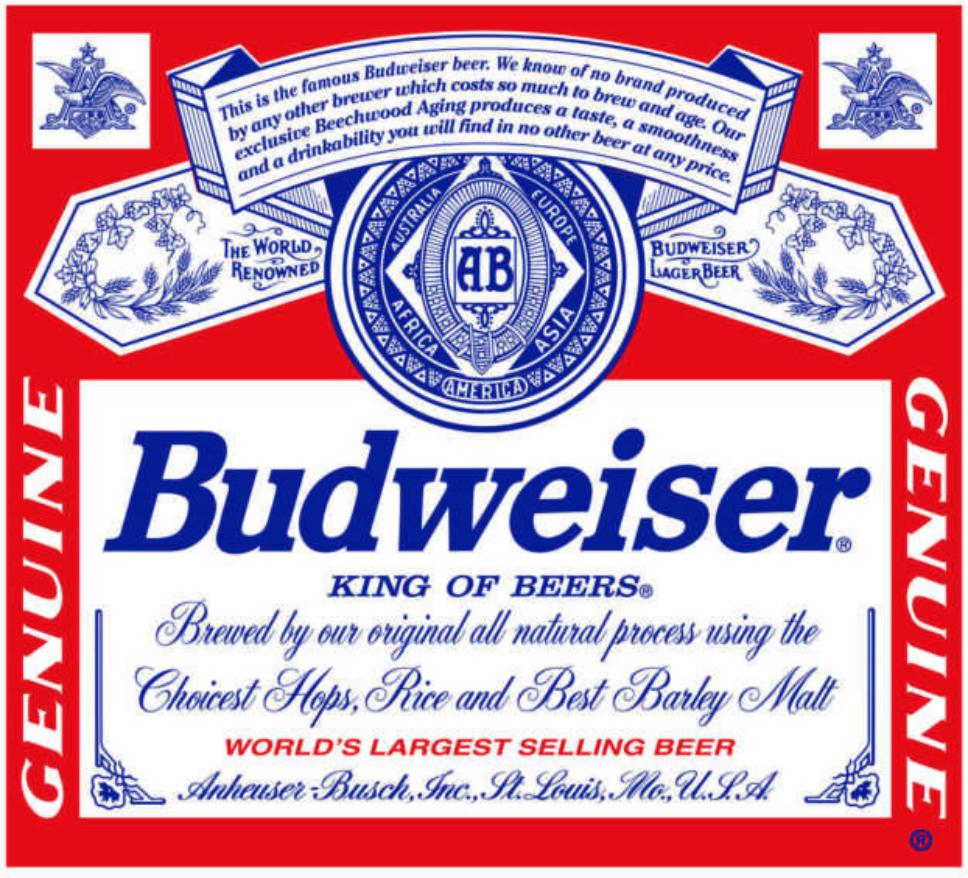 This is the famous Budweiser beer. We know of no brand produced
by any other brewer which costs so much to brew and age. Our
exclusive Beechwood Aging produces a taste, a smoothness
and a drinkability you will find in no other beer at any price.
A
®
A
®
THE WORLD
RENOWNED
AUSTRALIA
EUROPE
AB
AFRICA
ASIA
AMERICA
BUDWEISER
LAGER BEER
GENUINE
GENUINE
®
Budweiser®
KING OF BEERS®
Brewed by our original all natural process using the
Choicest Hops, Rice and Best Barley Malt
WORLD'S LARGEST SELLING BEER
Anheuser-Busch, Inc., St. Louis, Mo., U.S.A.